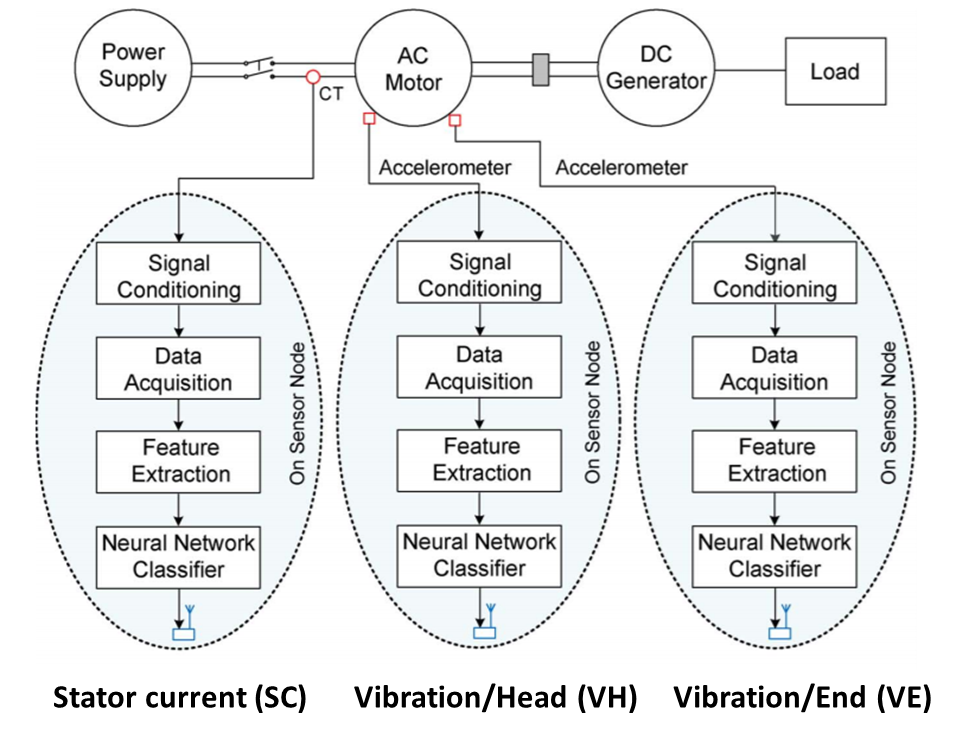 Power
Supply
AC
Motor
DC
Generator
Load
CT
Accelerometer
Accelerometer
Signal
Conditioning
Data
Acquisition
Feature
Extraction
Neural Network
Classifier
On Sensor Node
Signal
Conditioning
Data
Acquisition
Feature
Extraction
Neural Network
Classifier
On Sensor Node
Signal
Conditioning
Data
Acquisition
Feature
Extraction
Neural Network
Classifier
On Sensor Node
Stator current (SC)
Vibration/Head (VH)
Vibration/End (VE)